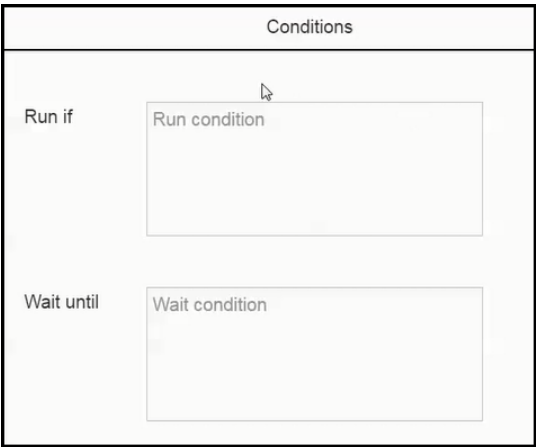 Conditions
Run if
Run condition
Wait until
Wait condition